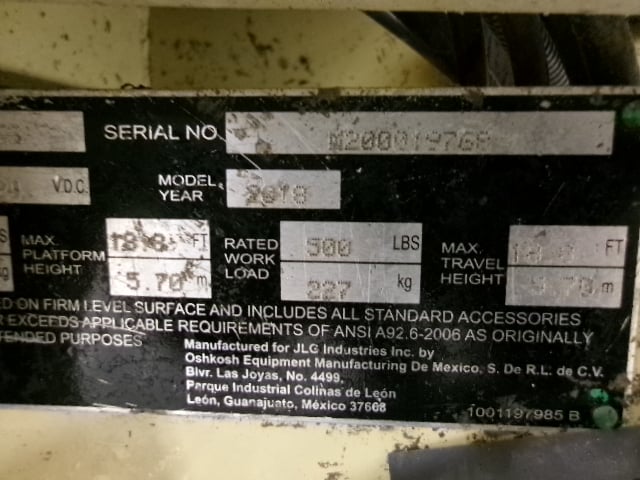 SERIAL NO.
V.D.C.
MODEL YEAR 2018
MAX. PLATFORM HEIGHT FT 5.70 m
RATED WORK LOAD 500 LBS 227 kg
MAX. TRAVEL HEIGHT FT m
ED ON FIRM LEVEL SURFACE AND INCLUDES ALL STANDARD ACCESSORIES
R EXCEEDS APPLICABLE REQUIREMENTS OF ANSI A92.6-2006 AS ORIGINALLY
TENDED PURPOSES
Manufactured for JLG Industries Inc. by
Oshkosh Equipment Manufacturing De Mexico, S. De R.L. de C.V.
Blvr. Las Joyas, No. 4499,
Parque Industrial Colinas de León
León, Guanajuato, México 37668
1001197985 B